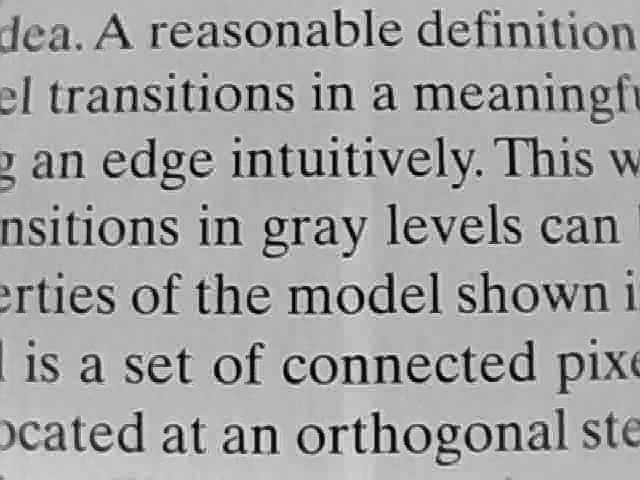 dea. A reasonable definition
el transitions in a meaningfu
g an edge intuitively. This w
nsitions in gray levels can
erties of the model shown i
l is a set of connected pixe
ocated at an orthogonal ste